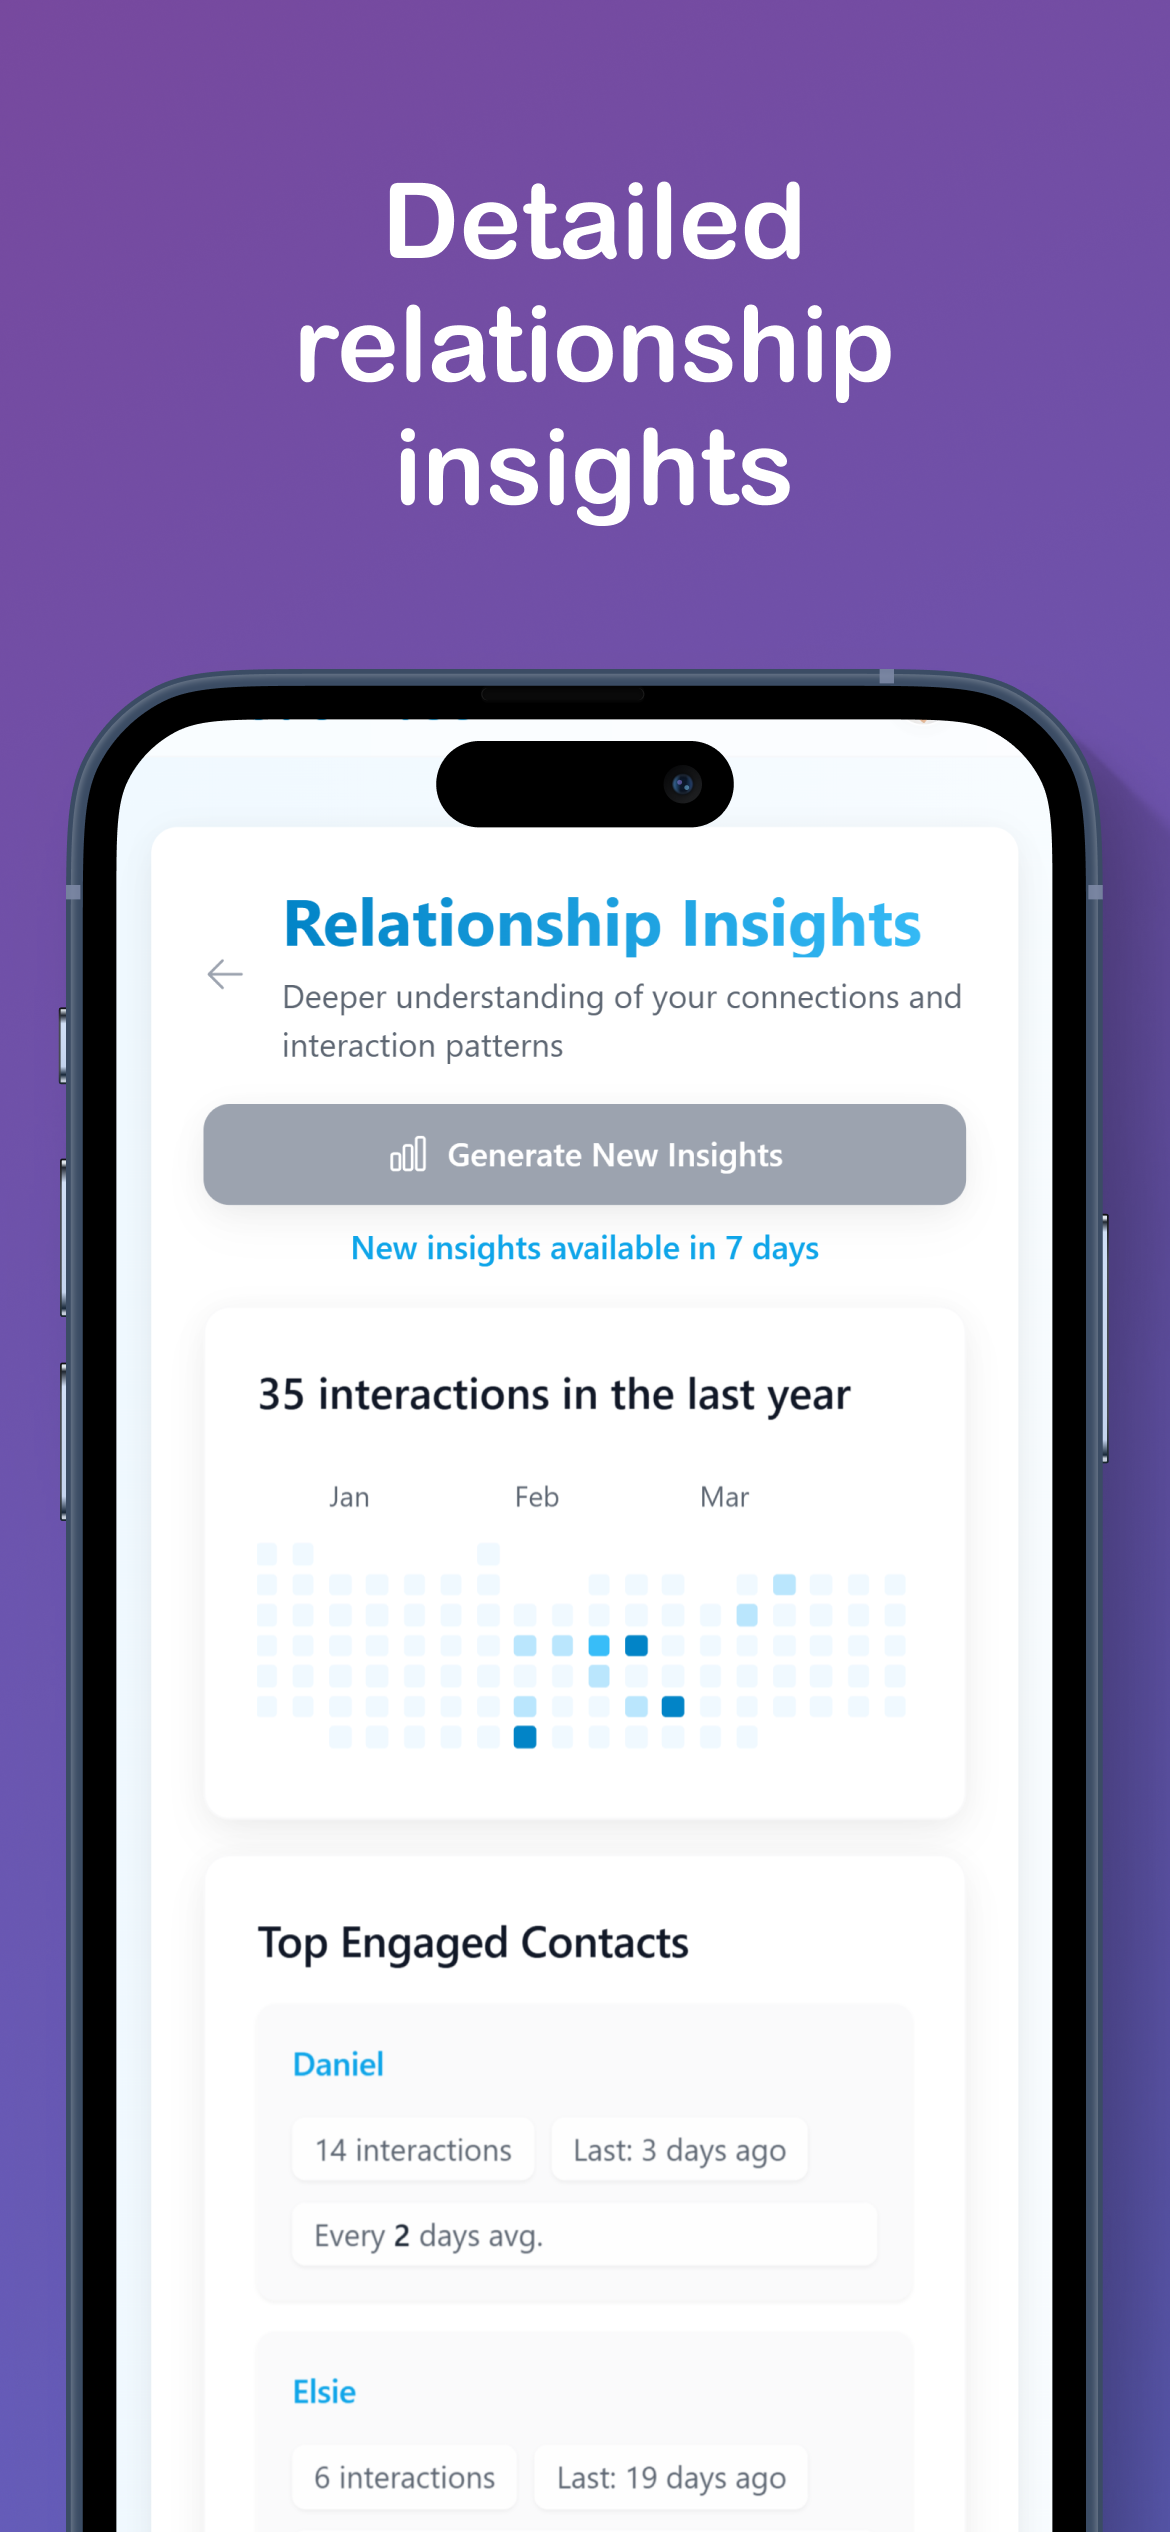 Detailed
relationship
insights
Relationship Insights
Deeper understanding of your connections and
interaction patterns
Generate New Insights
New insights available in 7 days
35 interactions in the last year
Jan Feb Mar
Top Engaged Contacts
Daniel
14 interactions Last: 3 days ago
Every 2 days avg.
Elsie
6 interactions Last: 19 days ago